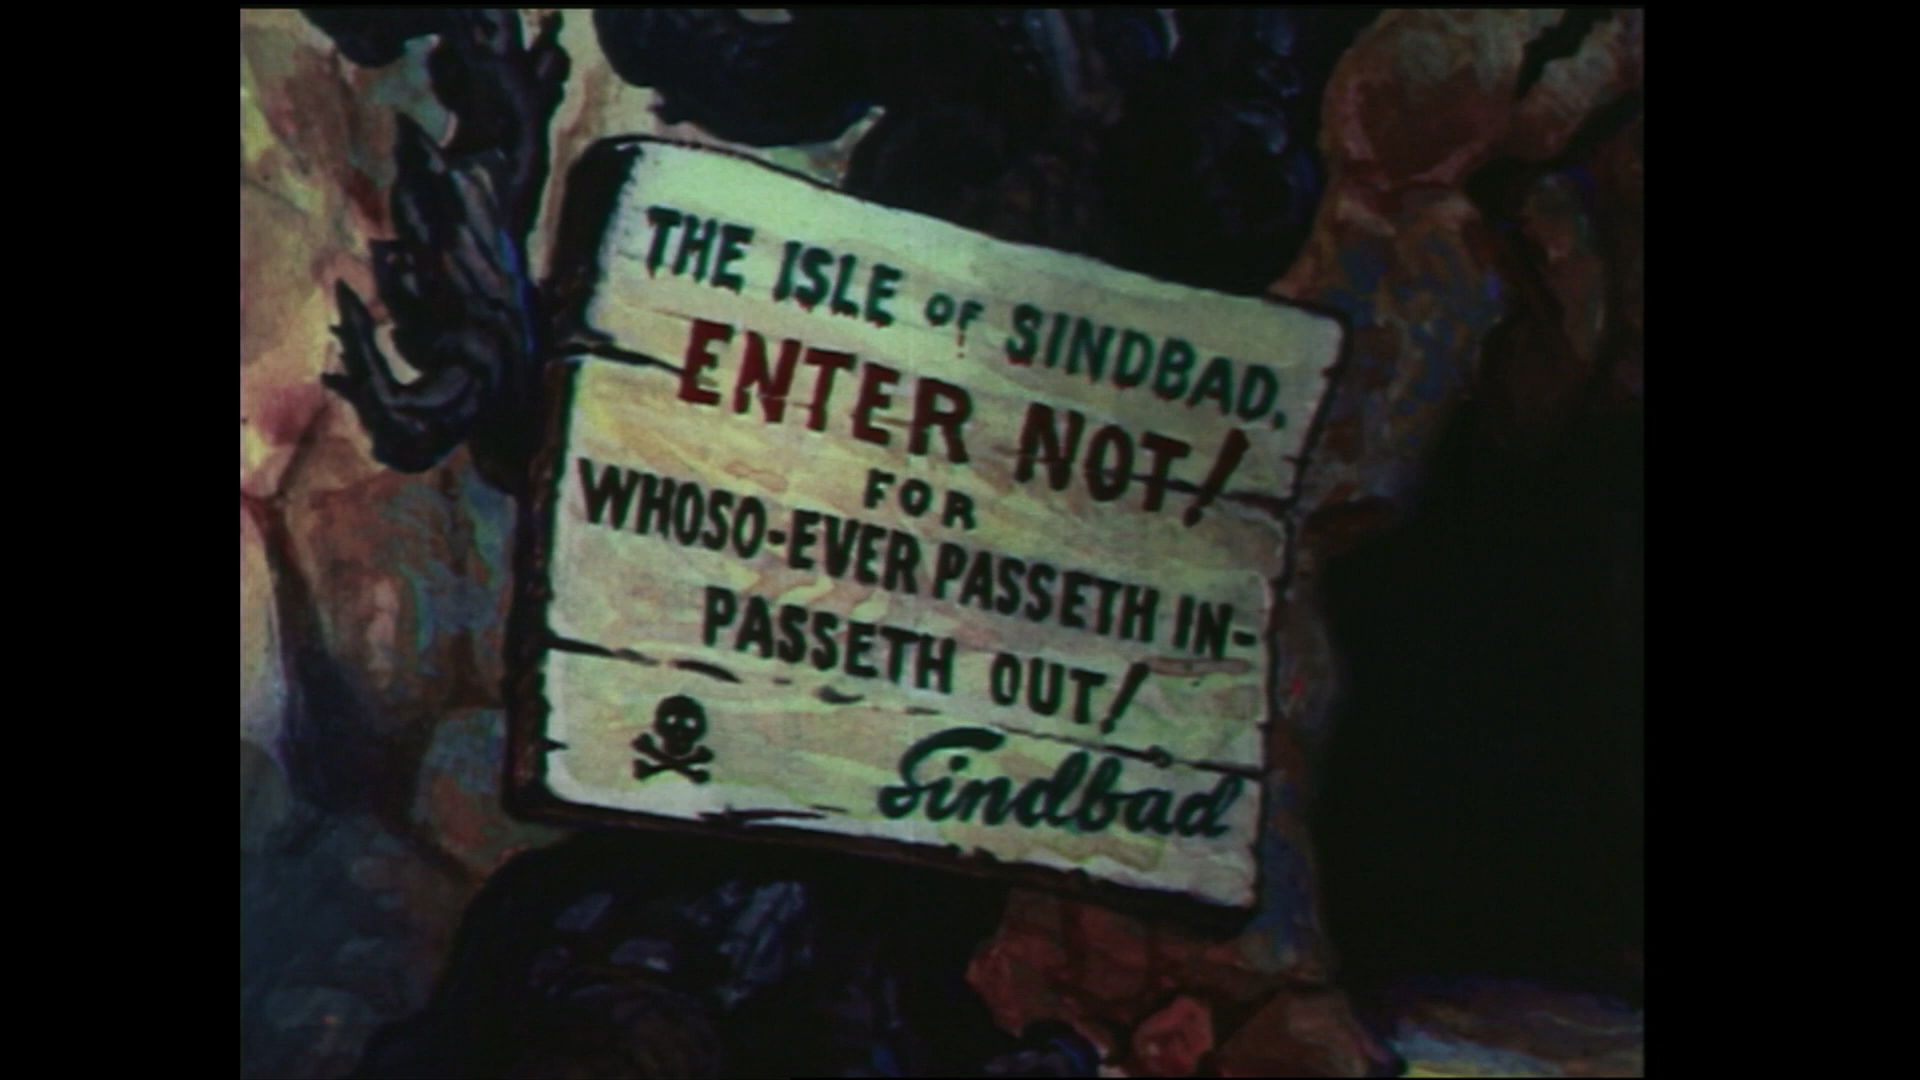 THE ISLE OF SINDBAD.
ENTER NOT!
FOR
WHOSO-EVER PASSETH IN-
PASSETH OUT!
Sindbad